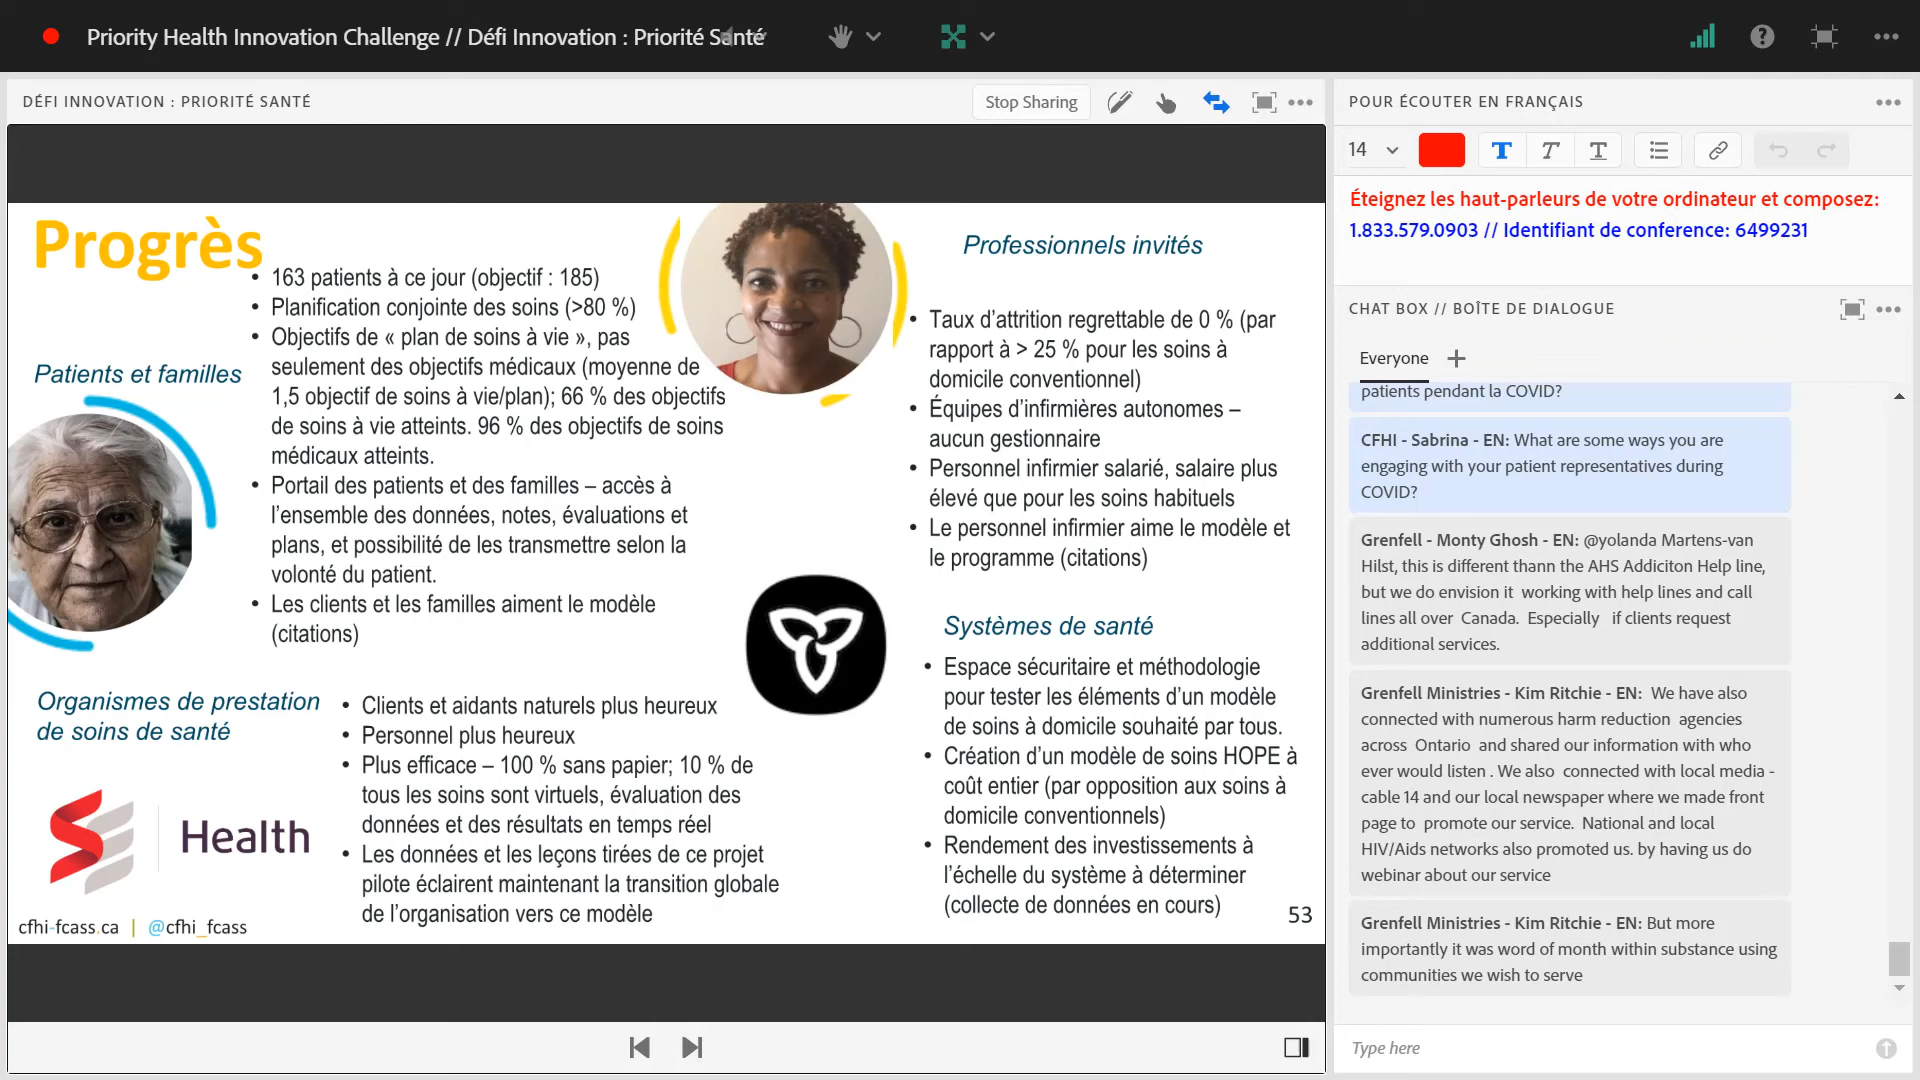 Priority Health Innovation Challenge // Défi Innovation : Priorité Santé
DÉFI INNOVATION : PRIORITÉ SANTÉ
Stop Sharing
Progrès
• 163 patients à ce jour (objectif : 185)
• Planification conjointe des soins (>80 %)
• Objectifs de « plan de soins à vie », pas
seulement des objectifs médicaux (moyenne de
1,5 objectif de soins à vie/plan); 66 % des objectifs
de soins à vie atteints. 96 % des objectifs de soins
médicaux atteints.
• Portail des patients et des familles – accès à
l’ensemble des données, notes, évaluations et
plans, et possibilité de les transmettre selon la
volonté du patient.
• Les clients et les familles aiment le modèle
(citations)
Patients et familles
Professionnels invités
• Taux d’attrition regrettable de 0 % (par
rapport à > 25 % pour les soins à
domicile conventionnel)
• Équipes d’infirmières autonomes –
aucun gestionnaire
• Personnel infirmier salarié, salaire plus
élevé que pour les soins habituels
• Le personnel infirmier aime le modèle et
le programme (citations)
Organismes de prestation
de soins de santé
• Clients et aidants naturels plus heureux
• Personnel plus heureux
• Plus efficace – 100 % sans papier; 10 % de
tous les soins sont virtuels, évaluation des
données et des résultats en temps réel
• Les données et les leçons tirées de ce projet
pilote éclairent maintenant la transition globale
de l’organisation vers ce modèle
Health
Systèmes de santé
• Espace sécuritaire et méthodologie
pour tester les éléments d’un modèle
de soins à domicile souhaité par tous.
• Création d’un modèle de soins HOPE à
coût entier (par opposition aux soins à
domicile conventionnels)
• Rendement des investissements à
l’échelle du système à déterminer
(collecte de données en cours)
cfhi-fcass.ca | @cfhi_fcass
53
POUR ÉCOUTER EN FRANÇAIS
14
Éteignez les haut-parleurs de votre ordinateur et composez:
1.833.579.0903 // Identifiant de conference: 6499231
CHAT BOX // BOÎTE DE DIALOGUE
Everyone
patients pendant la COVID?
CFHI - Sabrina - EN: What are some ways you are
engaging with your patient representatives during
COVID?
Grenfell - Monty Ghosh - EN: @yolanda Martens-van
Hilst, this is different thann the AHS Addiciton Help line,
but we do envision it working with help lines and call
lines all over Canada. Especially if clients request
additional services.
Grenfell Ministries - Kim Ritchie - EN: We have also
connected with numerous harm reduction agencies
across Ontario and shared our information with who
ever would listen . We also connected with local media -
cable 14 and our local newspaper where we made front
page to promote our service. National and local
HIV/Aids networks also promoted us. by having us do
webinar about our service
Grenfell Ministries - Kim Ritchie - EN: But more
importantly it was word of month within substance using
communities we wish to serve
Type here